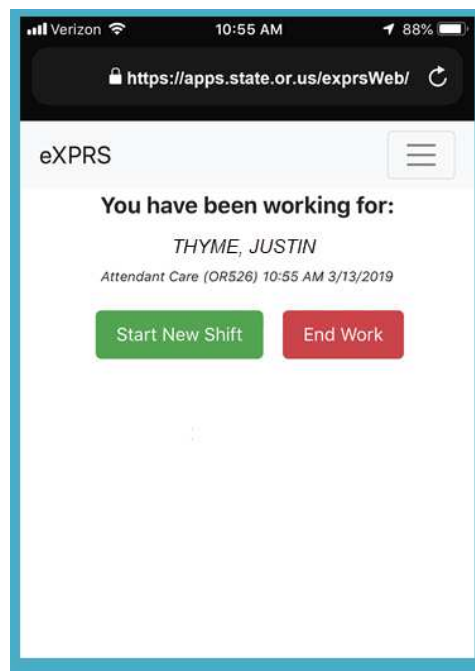 Verizon 10:55 AM 88%
https://apps.state.or.us/exprsWeb/
eXPRS
You have been working for:
THYME, JUSTIN
Attendant Care (OR526) 10:55 AM 3/13/2019
Start New Shift End Work